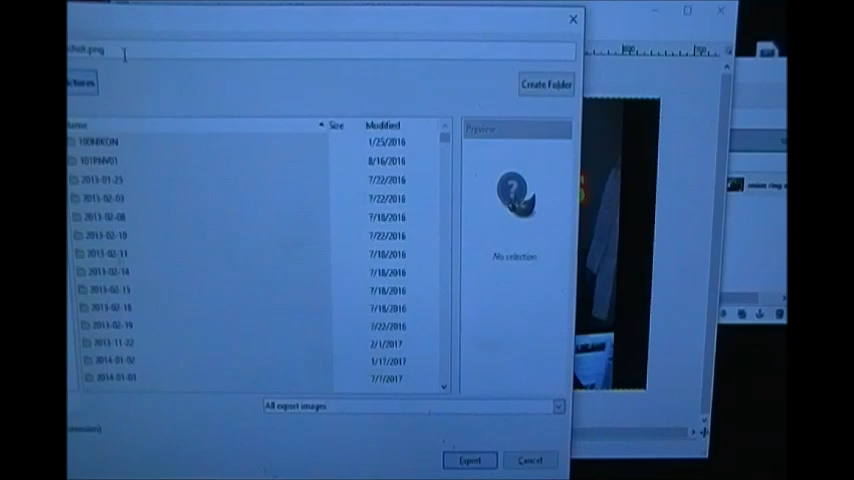 Create Folder
Size Modified
Preview
100NIKON 1/25/2016
101PHV01 8/16/2016
2013-01-25 7/22/2016
2013-02-03 7/22/2016
2013-02-08 7/18/2016
2013-02-10 7/22/2016
2013-02-11 7/18/2016
2013-02-14 7/18/2016
2013-02-15 7/18/2016
2013-02-18 7/18/2016
2013-02-19 7/22/2016
2013-11-22 2/1/2017
2014-01-02 1/17/2017
2014-01-03 7/7/2017
No selection
All export images
Export Cancel
onion ring